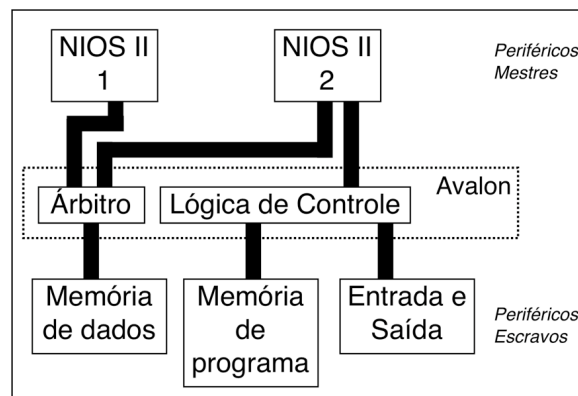 NIOS II
1
NIOS II
2
Periféricos
Mestres
Avalon
Árbitro
Lógica de Controle
Memória
de dados
Memória
de
programa
Entrada e
Saída
Periféricos
Escravos